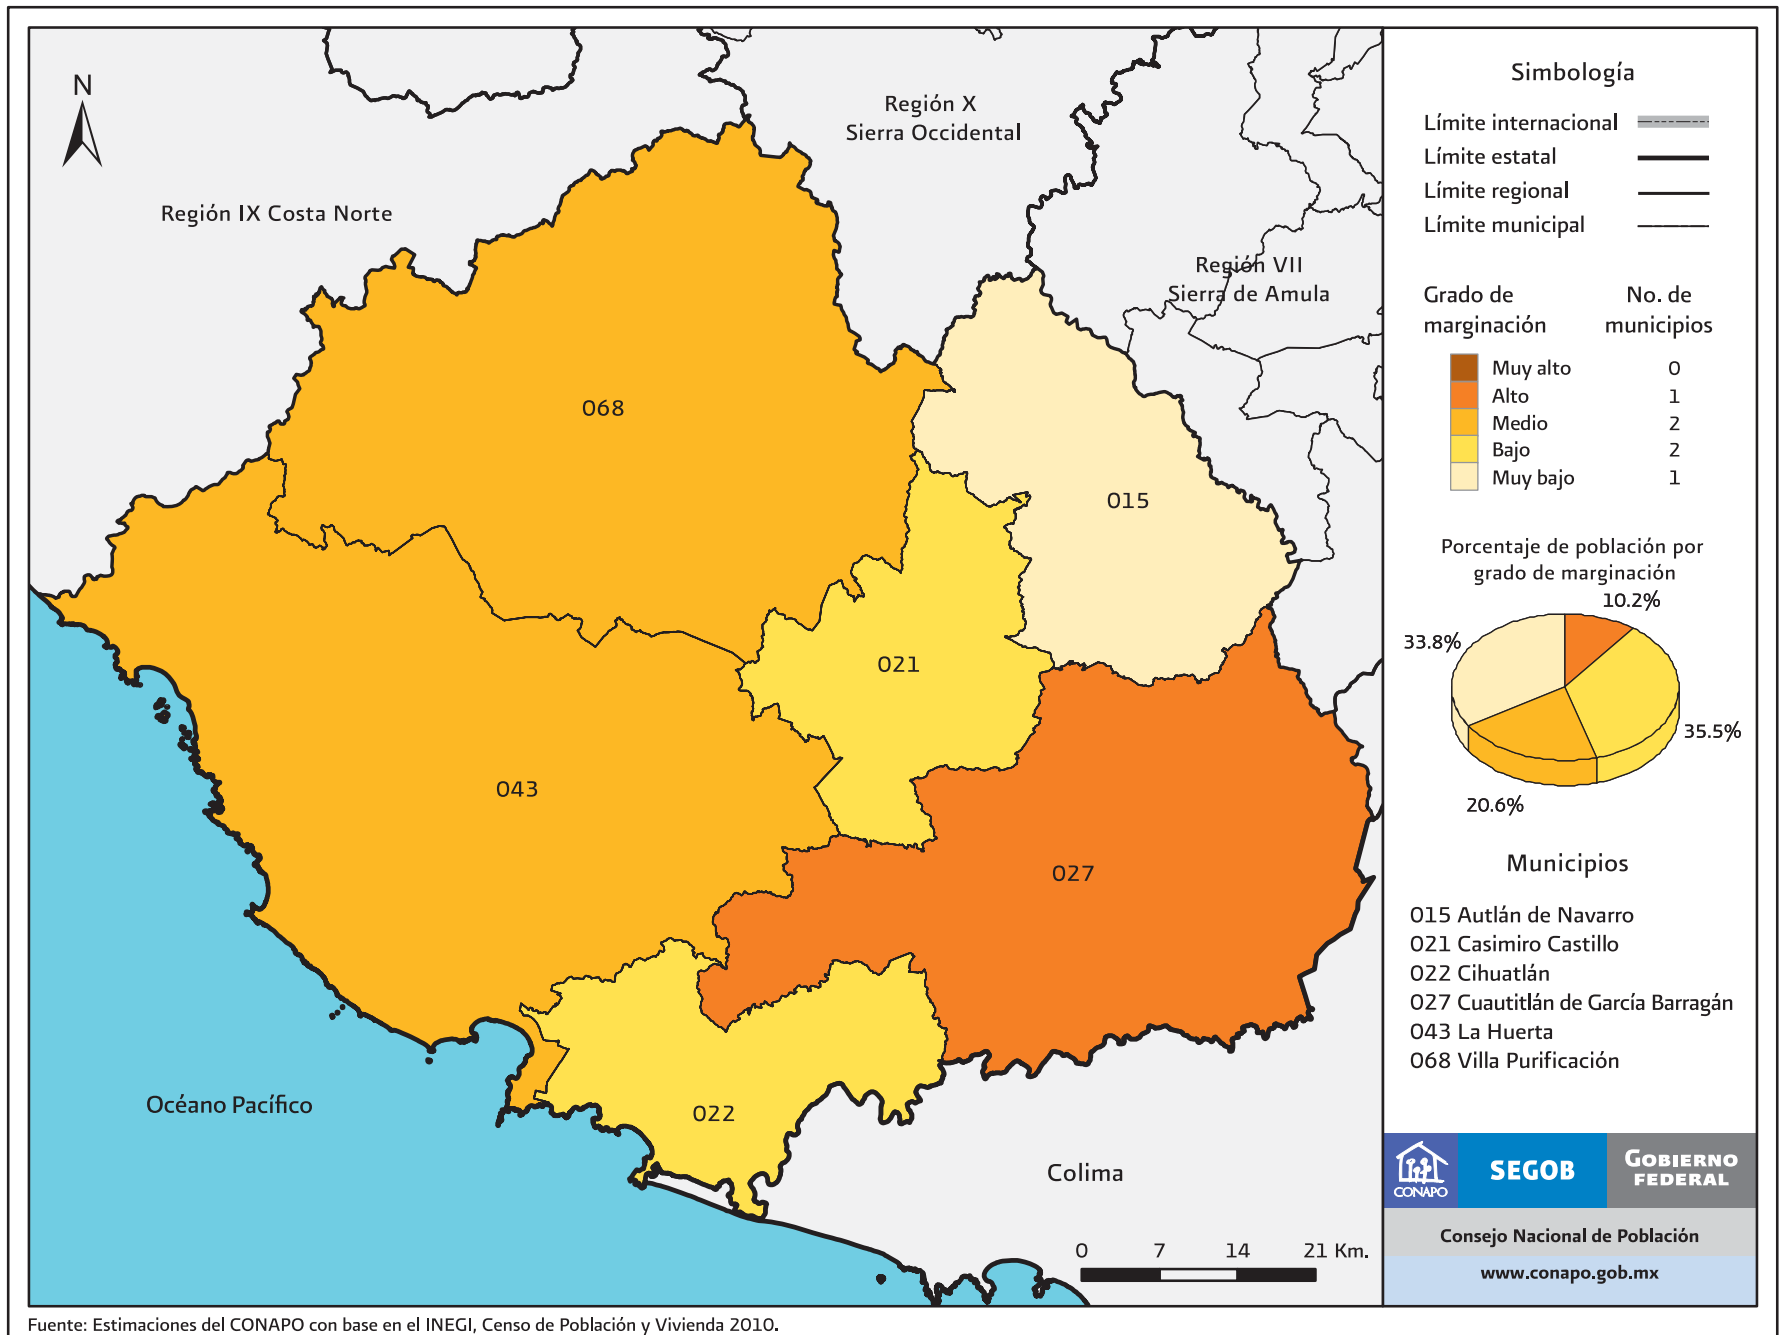 N
Región X
Sierra Occidental
Región IX Costa Norte
Región VII
Sierra de Amula
068
015
021
043
027
022
Océano Pacífico
Colima
0 7 14 21 Km.
Simbología
Límite internacional
Límite estatal
Límite regional
Límite municipal
Grado de marginación No. de municipios
Muy alto 0
Alto 1
Medio 2
Bajo 2
Muy bajo 1
Porcentaje de población por
grado de marginación
10.2%
33.8%
35.5%
20.6%
Municipios
015 Autlán de Navarro
021 Casimiro Castillo
022 Cihuatlán
027 Cuautitlán de García Barragán
043 La Huerta
068 Villa Purificación
CONAPO
SEGOB
GOBIERNO
FEDERAL
Consejo Nacional de Población
www.conapo.gob.mx
Fuente: Estimaciones del CONAPO con base en el INEGI, Censo de Población y Vivienda 2010.